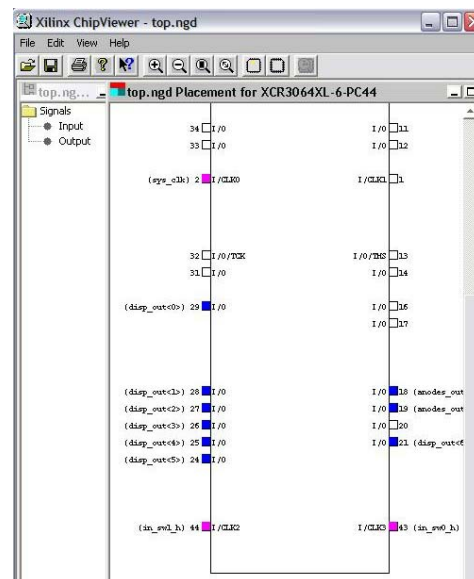 Xilinx ChipViewer - top.ngd
File Edit View Help
top.ng...
top.ngd Placement for XCR3064XL-6-PC44
Signals
Input
Output
34 I/O I/O 11
33 I/O I/O 12
(sys_clk) 2 I/CLK0 I/CLK1 1
32 I/O/TCK I/O/TMS 13
31 I/O I/O 14
(disp_out<0>) 29 I/O I/O 16
I/O 17
(disp_out<1>) 28 I/O I/O 18 (anodes_out
(disp_out<2>) 27 I/O I/O 19 (anodes_out
(disp_out<3>) 26 I/O I/O 20
(disp_out<4>) 25 I/O I/O 21 (disp_out<6
(disp_out<5>) 24 I/O
(in_sw1_h) 44 I/CLK2 I/CLK3 43 (in_sw0_h)